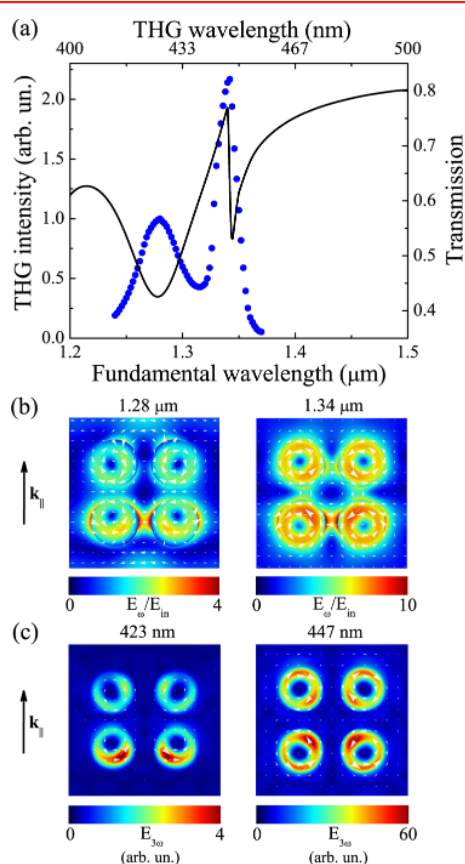 (a)
THG wavelength (nm)
400 433 467 500
THG intensity (arb. un.)
2.0
1.5
1.0
0.5
0.0
Transmission
0.8
0.7
0.6
0.5
0.4
1.2 1.3 1.4 1.5
Fundamental wavelength (μm)
(b)
1.28 μm 1.34 μm
k||
0 Eω/Ein 4 0 Eω/Ein 10
(c)
423 nm 447 nm
k||
0 E3ω 4 0 E3ω 60
(arb. un.) (arb. un.)